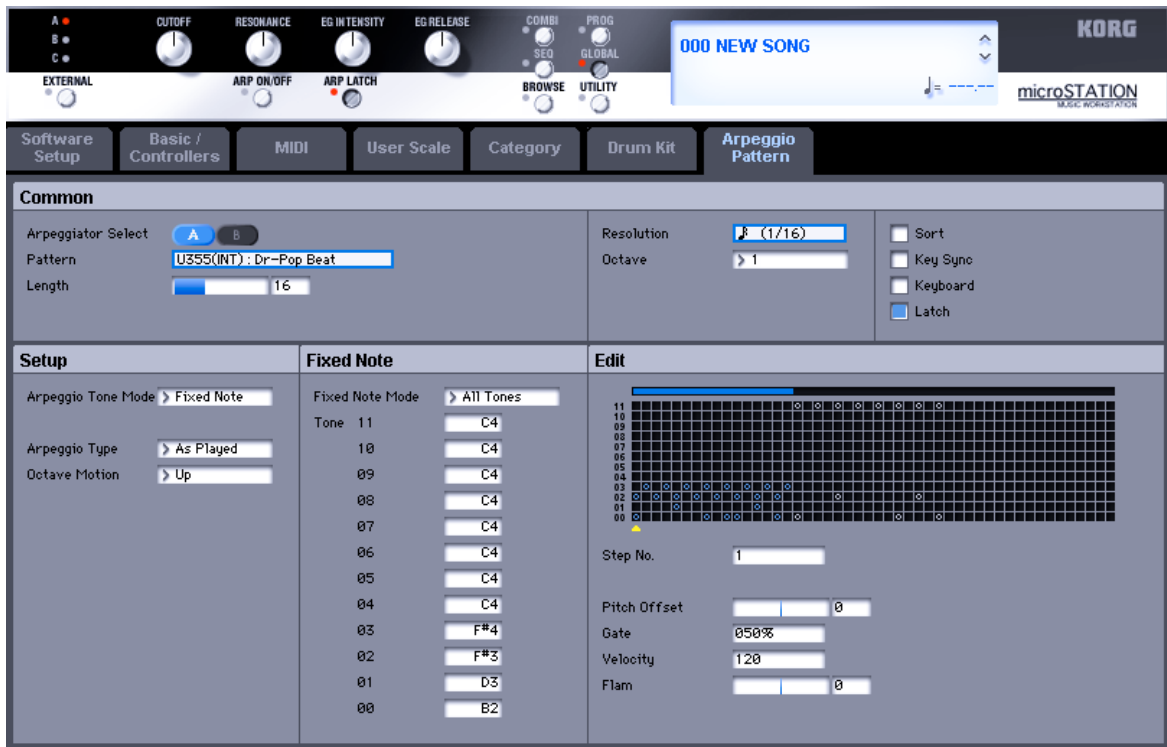 A
B
C
CUTOFF
RESONANCE
EG INTENSITY
EG RELEASE
COMBI
PROG
SEQ
GLOBAL
EXTERNAL
ARP ON/OFF
ARP LATCH
BROWSE
UTILITY
000 NEW SONG
♩= ---.--
KORG
microSTATION
MUSIC WORKSTATION
Software Setup
Basic / Controllers
MIDI
User Scale
Category
Drum Kit
Arpeggio Pattern
Common
Arpeggiator Select A B
Pattern U355(INT) : Dr-Pop Beat
Length 16
Resolution (1/16)
Octave 1
Sort
Key Sync
Keyboard
Latch
Setup
Arpeggio Tone Mode Fixed Note
Arpeggio Type As Played
Octave Motion Up
Fixed Note
Fixed Note Mode All Tones
Tone 11 C4
10 C4
09 C4
08 C4
07 C4
06 C4
05 C4
04 C4
03 F#4
02 F#3
01 D3
00 B2
Edit
11
10
09
08
07
06
05
04
03
02
01
00
Step No. 1
Pitch Offset 0
Gate 050%
Velocity 120
Flam 0